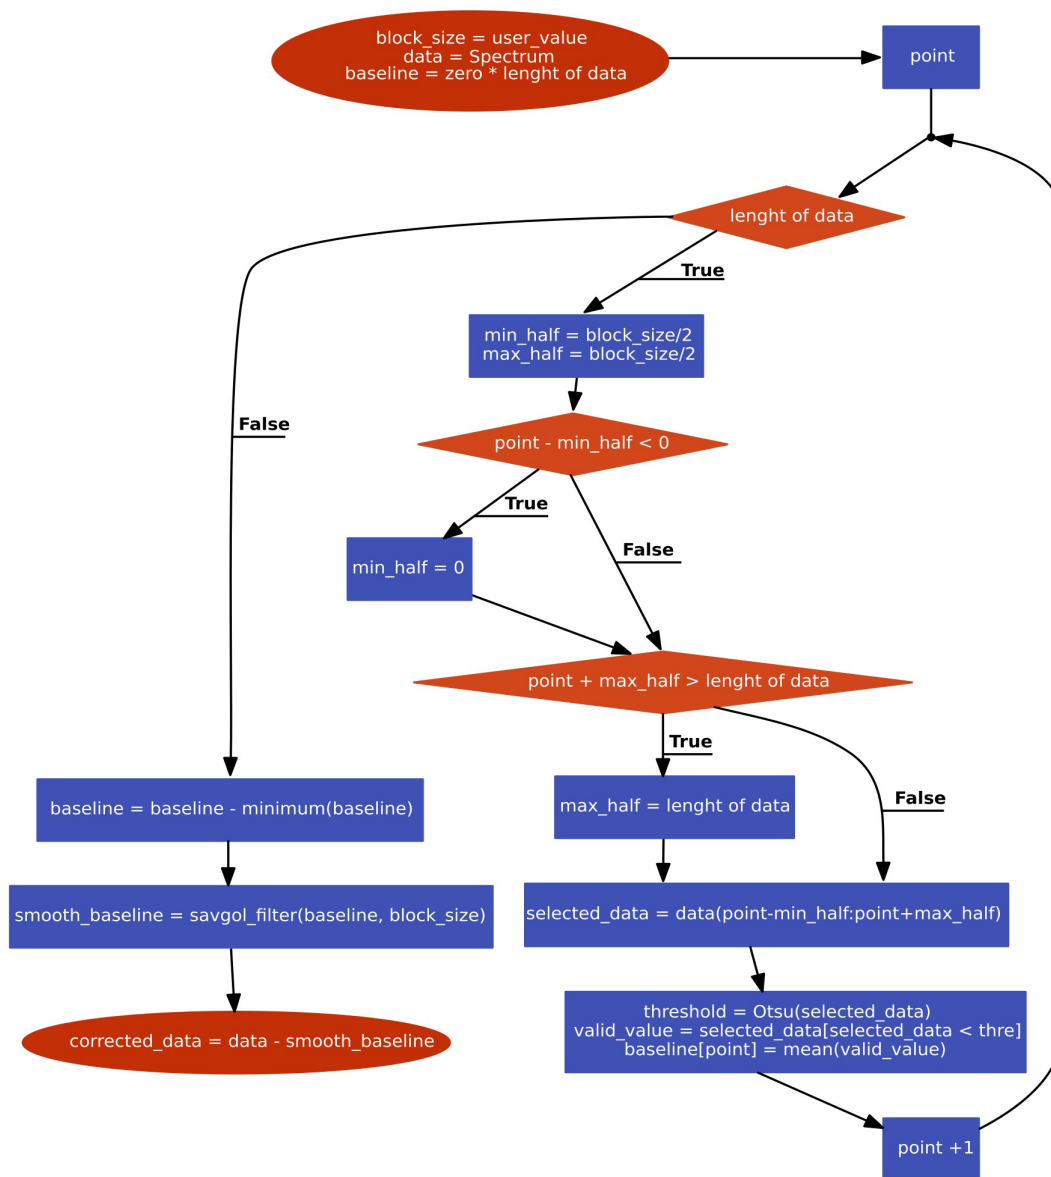 block_size = user_value
data = Spectrum
baseline = zero * lenght of data
point
lenght of data
True
min_half = block_size/2
max_half = block_size/2
False
point - min_half < 0
True
False
min_half = 0
point + max_half > lenght of data
True
False
baseline = baseline - minimum(baseline)
max_half = lenght of data
smooth_baseline = savgol_filter(baseline, block_size)
selected_data = data(point-min_half:point+max_half)
threshold = Otsu(selected_data)
valid_value = selected_data[selected_data < thre]
baseline[point] = mean(valid_value)
corrected_data = data - smooth_baseline
point +1